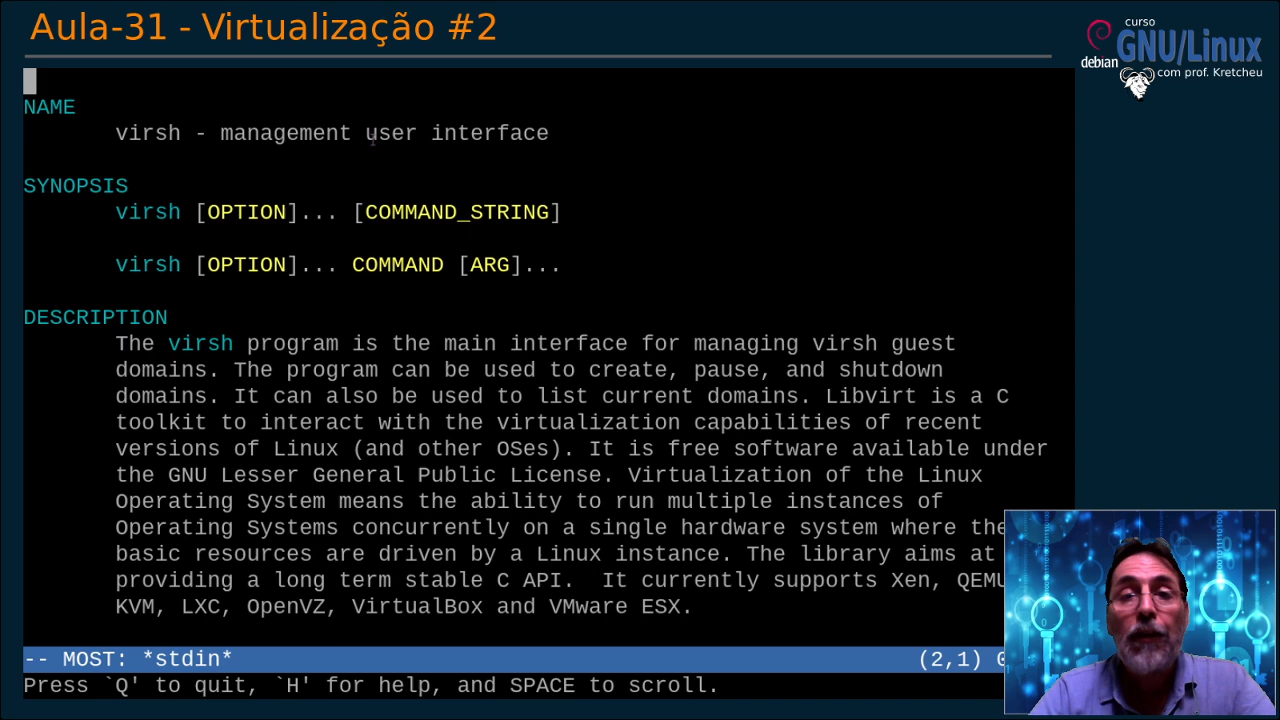 Aula-31 - Virtualização #2
curso
GNU/Linux
debian
com prof. Kretcheu
NAME
virsh - management user interface
SYNOPSIS
virsh [OPTION]... [COMMAND_STRING]
virsh [OPTION]... COMMAND [ARG]...
DESCRIPTION
The virsh program is the main interface for managing virsh guest
domains. The program can be used to create, pause, and shutdown
domains. It can also be used to list current domains. Libvirt is a C
toolkit to interact with the virtualization capabilities of recent
versions of Linux (and other OSes). It is free software available under
the GNU Lesser General Public License. Virtualization of the Linux
Operating System means the ability to run multiple instances of
Operating Systems concurrently on a single hardware system where the
basic resources are driven by a Linux instance. The library aims at
providing a long term stable C API.  It currently supports Xen, QEMU
KVM, LXC, OpenVZ, VirtualBox and VMware ESX.
-- MOST: *stdin* (2,1)
Press `Q' to quit, `H' for help, and SPACE to scroll.